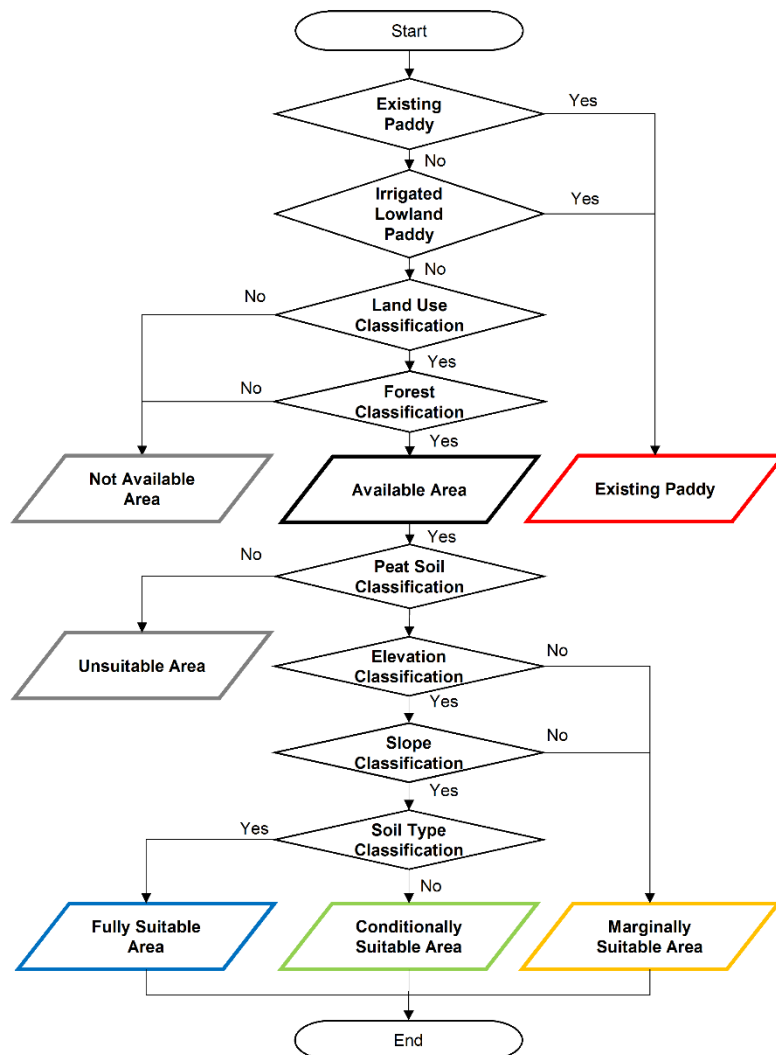 Start
Existing
Paddy
Yes
No
Irrigated
Lowland
Paddy
Yes
No
No
Land Use
Classification
Yes
No
Forest
Classification
Yes
Not Available
Area
Available Area
Existing Paddy
Yes
No
Peat Soil
Classification
Unsuitable Area
Elevation
Classification
No
Yes
Slope
Classification
No
Yes
Yes
Soil Type
Classification
No
Fully Suitable
Area
Conditionally
Suitable Area
Marginally
Suitable Area
End